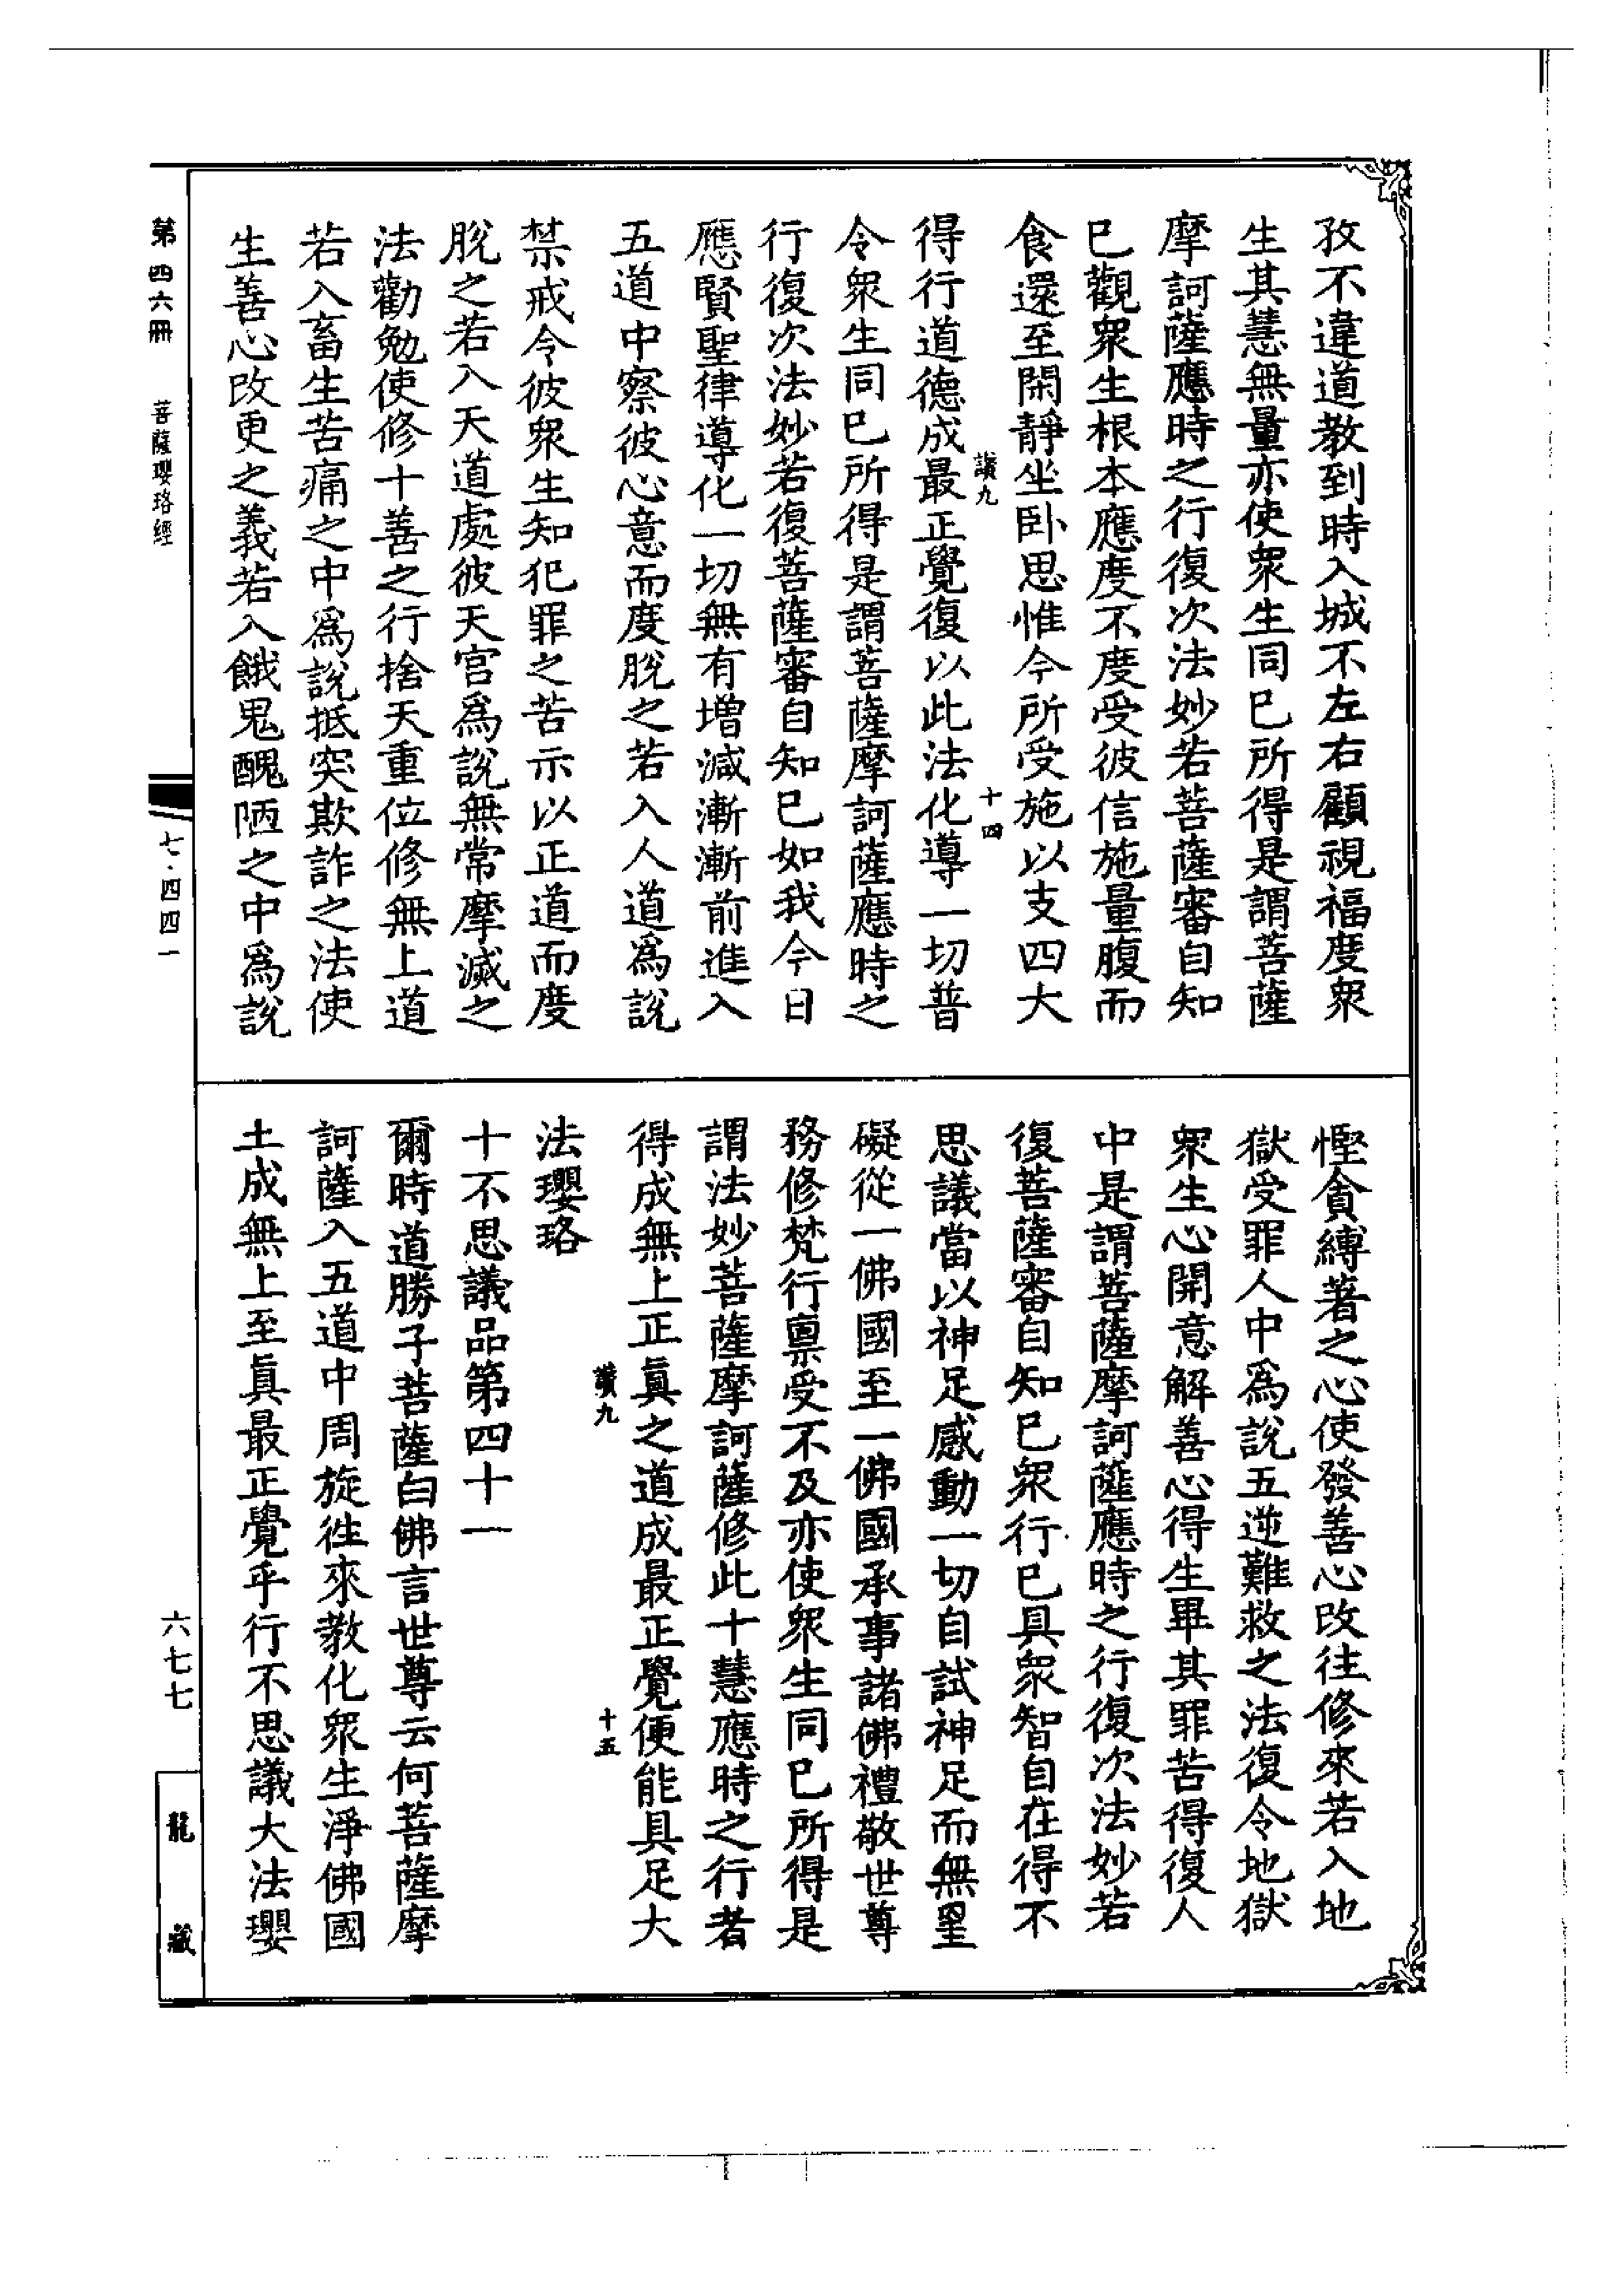 孜不違道教到時入城不左右顧視福度衆
生其慧無量亦使衆生同已所得是謂菩薩
摩訶薩應時之行復次法妙若菩薩審自知
已觀衆生根本應度不度受彼信施量腹而
食還至閑靜坐卧思惟今所受施以支四大
讚九
十四
得行道德成最正覺復以此法化導一切普
令衆生同已所得是謂菩薩摩訶薩應時之
行復次法妙若復菩薩審自知已如我今日
應賢聖律導化一切無有增減漸漸前進入
五道中察彼心意而度脫之若入人道爲說
禁戒令彼衆生知犯罪之苦示以正道而度
脫之若入天道處彼天宮爲說無常摩滅之
法勸勉使修十善之行捨天重位修無上道
若入畜生苦痛之中爲說抵突欺詐之法使
生善心改更之義若入餓鬼醜陋之中爲說
慳貪縛著之心使發善心改往修來若入地
獄受罪人中爲說五逆難救之法復令地獄
衆生心開意解善心得生畢其罪苦得復人
中是謂菩薩摩訶薩應時之行復次法妙若
復菩薩審自知已衆行已具衆智自在得不
思議當以神足感動一切自試神足而無罣
礙從一佛國至一佛國承事諸佛禮敬世尊
務修梵行禀受不及亦使衆生同已所得是
謂法妙菩薩摩訶薩修此十慧應時之行者
得成無上正眞之道成最正覺便能具足大
讚九
十五
法瓔珞
十不思議品第四十一
爾時道勝子菩薩白佛言世尊云何菩薩摩
訶薩入五道中周旋徃來教化衆生淨佛國
土成無上至眞最正覺乎行不思議大法瓔
第四六冊
菩薩瓔珞經
七·四四一
六七七
龍藏